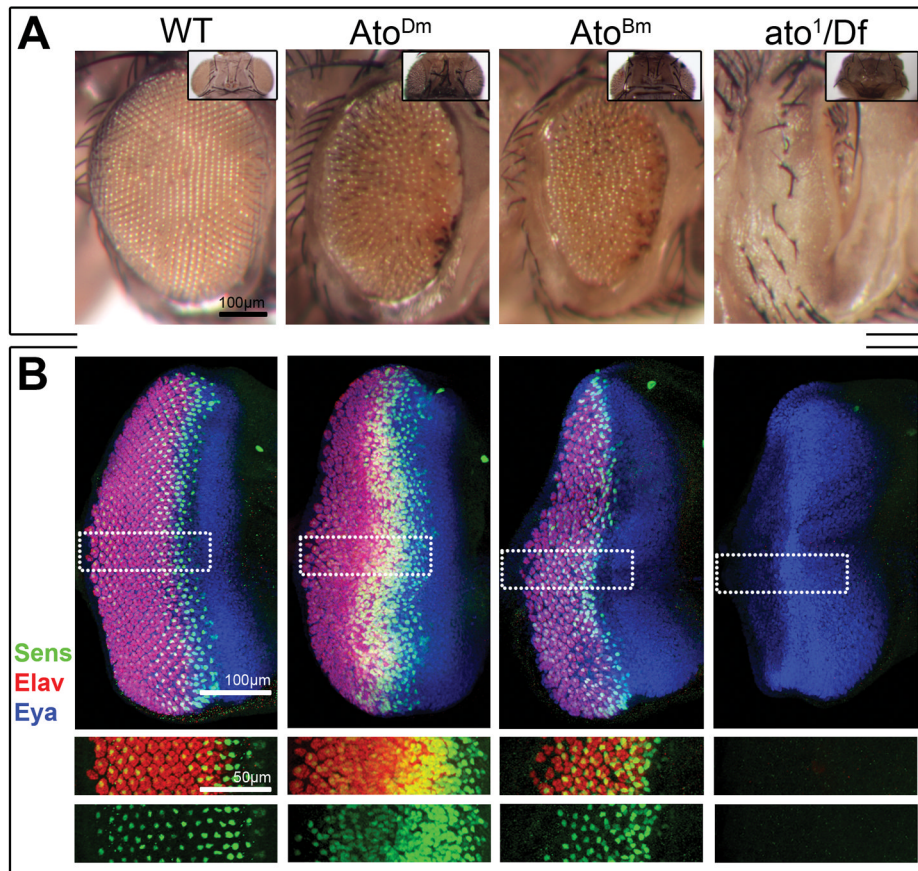 A
WT
Ato^Dm
Ato^Bm
ato^1/Df
100µm
B
Sens
Elav
Eya
100µm
50µm